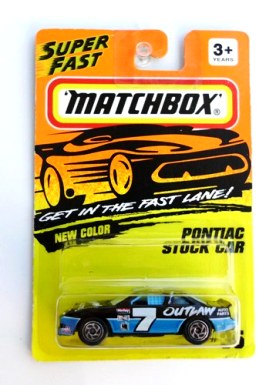 SUPER
FAST
3+
YEARS
MATCHBOX®
GET IN THE FAST LANE!
NEW COLOR
PONTIAC
STOCK CAR
7
OUTLAW